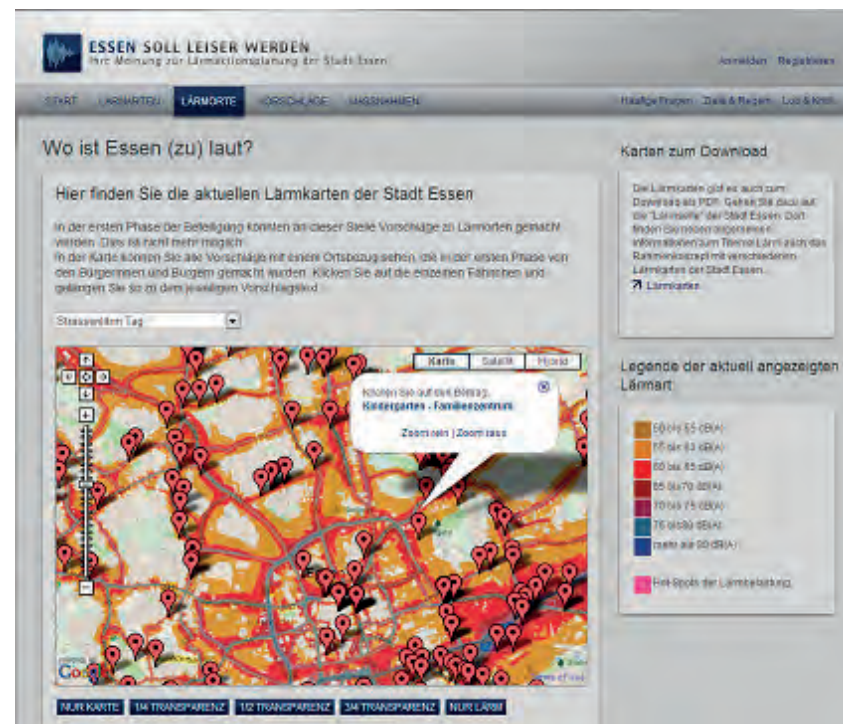 ESSEN SOLL LEISER WERDEN
Ihre Meinung zur Lärmaktionsplanung der Stadt Essen
Anmelden Registrieren
START LÄRMARTEN LÄRMORTE VORSCHLÄGE MASSNAHMEN
Häufige Fragen Ziele & Regeln Lob & Kritik
Wo ist Essen (zu) laut?
Hier finden Sie die aktuellen Lärmkarten der Stadt Essen
In der ersten Phase der Beteiligung konnten an dieser Stelle Vorschläge zu Lärmorten gemacht
werden. Dies ist nicht mehr möglich.
In der Karte können Sie alle Vorschläge mit einem Ortsbezug sehen, die in der ersten Phase von
den Bürgerinnen und Bürgern gemacht wurden. Klicken Sie auf die einzelnen Fähnchen und
gelangen Sie so zu dem jeweiligen
Strassenlärm Tag
Karte Satellit Hybrid
Klicken Sie auf den Beitrag:
Kindergarten - Familienzentrum
Zoom rein | Zoom raus
NUR KARTE 1/4 TRANSPARENZ 1/2 TRANSPARENZ 3/4 TRANSPARENZ NUR LÄRM
Karten zum Download
Die Lärmkarten gibt es auch zum
Download als PDF. Gehen Sie dazu auf
die "Lärmseite" der Stadt Essen. Dort
finden Sie neben allgemeinen
Informationen zum Thema Lärm auch das
Rahmenkonzept mit verschiedenen
Lärmkarten der Stadt Essen.
Lärmkarten
Legende der aktuell angezeigten
Lärmart
bis 55 dB(A)
55 bis 60 dB(A)
60 bis 65 dB(A)
65 bis 70 dB(A)
70 bis 75 dB(A)
75 bis 80 dB(A)
mehr als 80 dB(A)
Hot Spots der Lärmbelastung